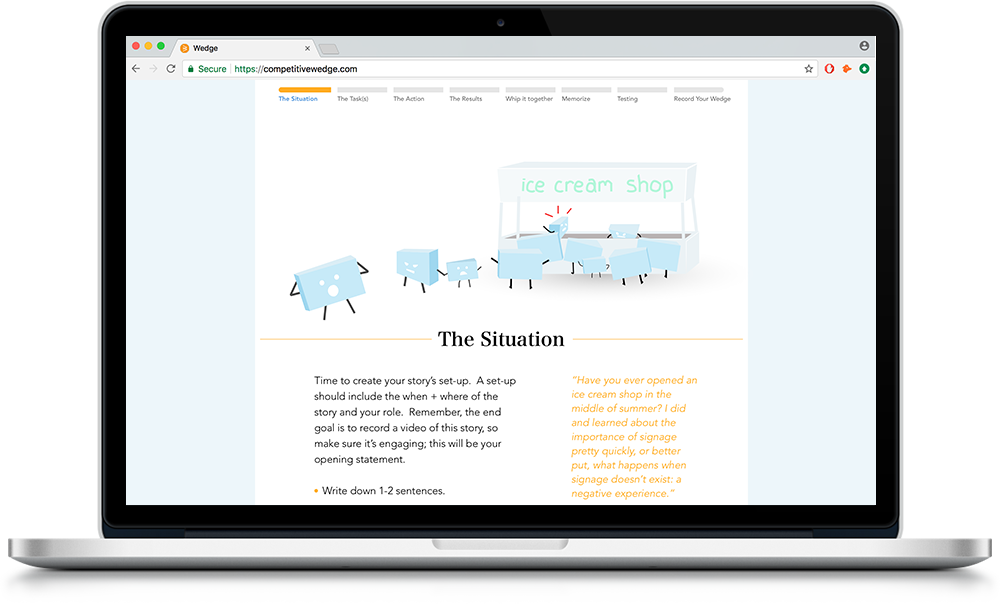 Wedge
Secure https://competitivewedge.com
The Situation The Task(s) The Action The Results Whip it together Memorize Testing Record Your Wedge
ice cream shop
?
The Situation
Time to create your story's set-up. A set-up
should include the when + where of the
story and your role. Remember, the end
goal is to record a video of this story, so
make sure it's engaging; this will be your
opening statement.
• Write down 1-2 sentences.
“Have you ever opened an
ice cream shop in the
middle of summer? I did
and learned about the
importance of signage
pretty quickly, or better
put, what happens when
signage doesn't exist: a
negative experience.”